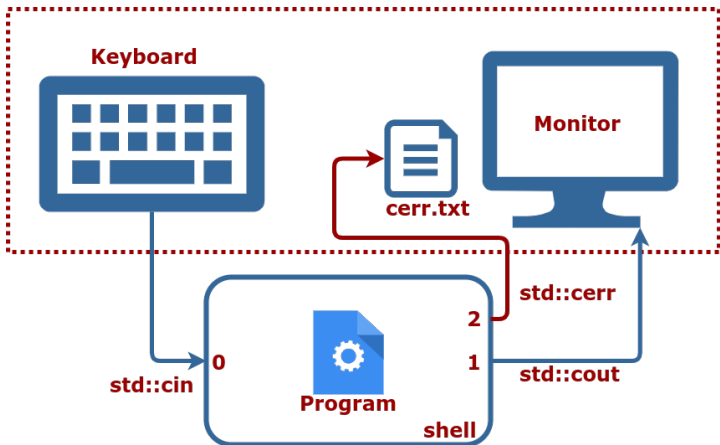 Keyboard
Monitor
cerr.txt
std::cerr
2
0
1
std::cin
std::cout
Program
shell